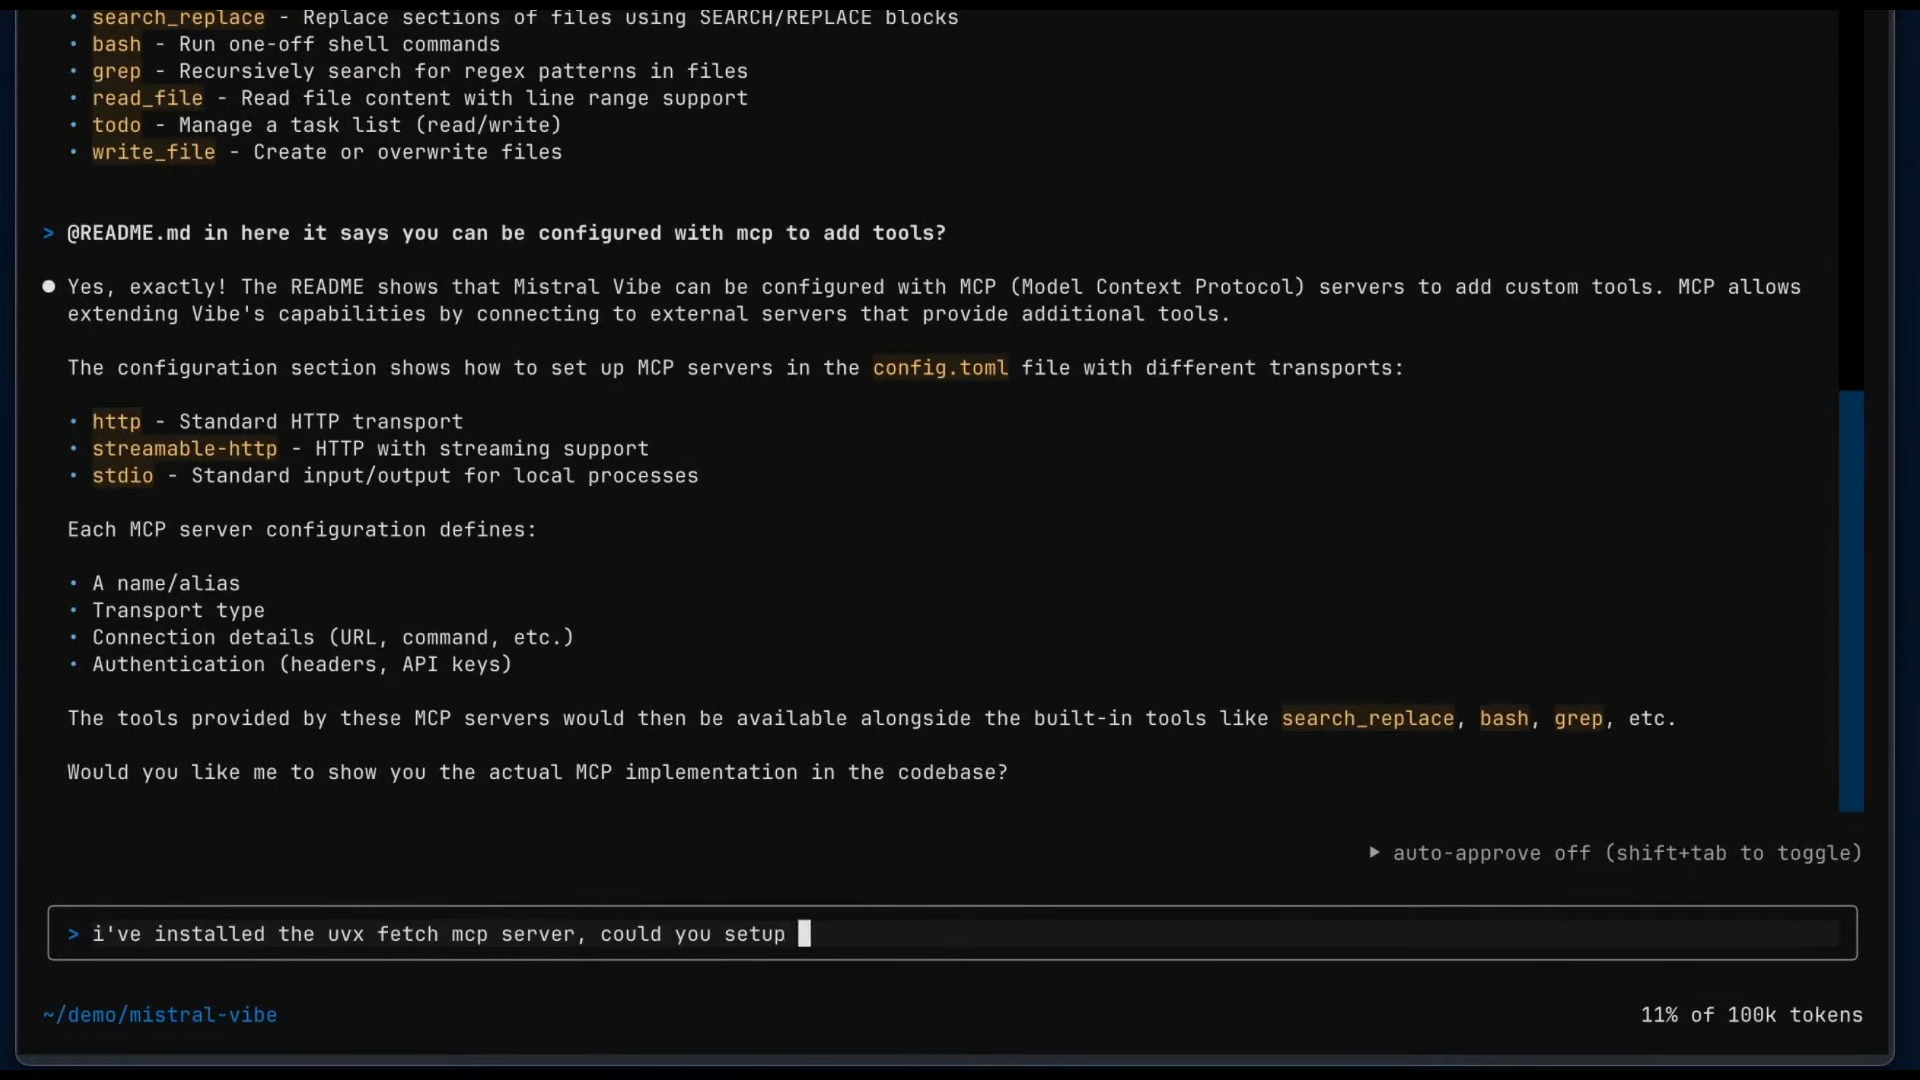 • search_replace - Replace sections of files using SEARCH/REPLACE blocks
• bash - Run one-off shell commands
• grep - Recursively search for regex patterns in files
• read_file - Read file content with line range support
• todo - Manage a task list (read/write)
• write_file - Create or overwrite files
> @README.md in here it says you can be configured with mcp to add tools?
● Yes, exactly! The README shows that Mistral Vibe can be configured with MCP (Model Context Protocol) servers to add custom tools. MCP allows
extending Vibe's capabilities by connecting to external servers that provide additional tools.
The configuration section shows how to set up MCP servers in the config.toml file with different transports:
• http - Standard HTTP transport
• streamable-http - HTTP with streaming support
• stdio - Standard input/output for local processes
Each MCP server configuration defines:
• A name/alias
• Transport type
• Connection details (URL, command, etc.)
• Authentication (headers, API keys)
The tools provided by these MCP servers would then be available alongside the built-in tools like search_replace, bash, grep, etc.
Would you like me to show you the actual MCP implementation in the codebase?
▶ auto-approve off (shift+tab to toggle)
> i've installed the uvx fetch mcp server, could you setup
~/demo/mistral-vibe
11% of 100k tokens